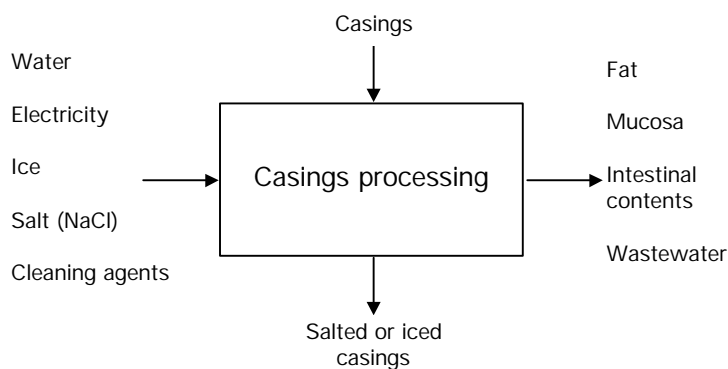 Casings
Water
Electricity
Ice
Salt (NaCl)
Cleaning agents
Casings processing
Fat
Mucosa
Intestinal
contents
Wastewater
Salted or iced
casings